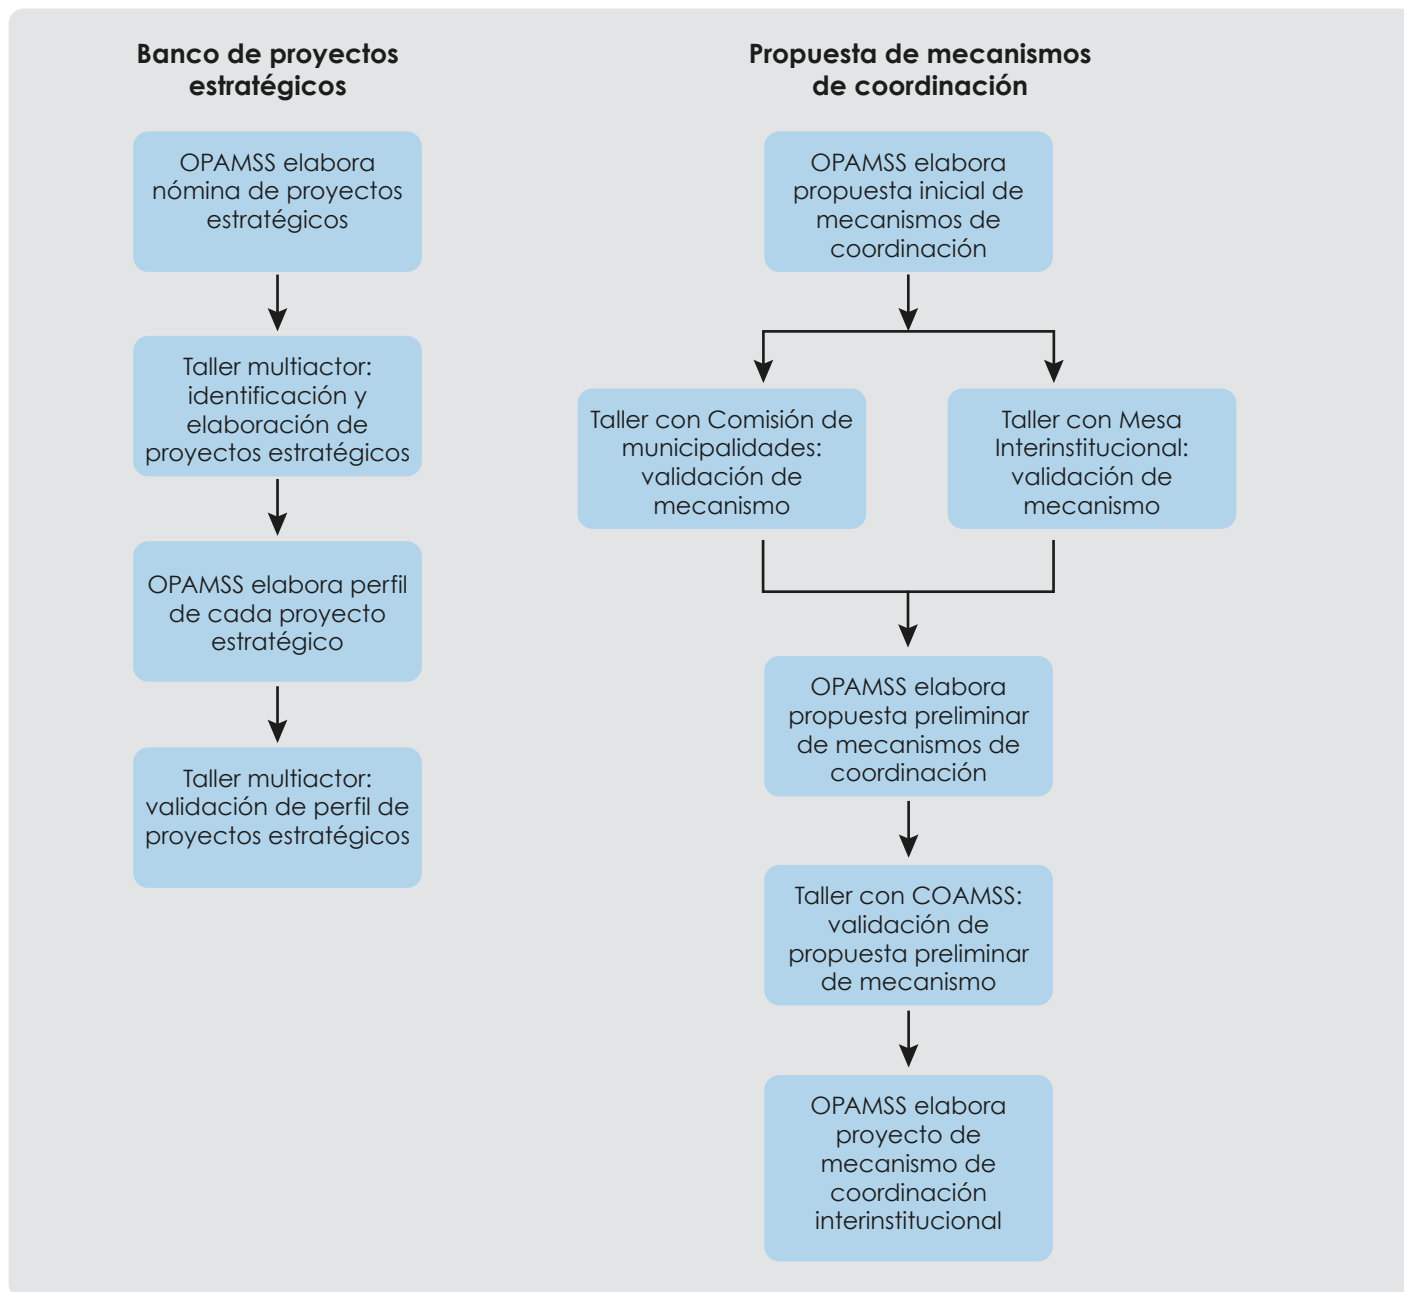 Banco de proyectos
estratégicos
OPAMSS elabora
nómina de proyectos
estratégicos
Taller multiactor:
identificación y
elaboración de
proyectos estratégicos
OPAMSS elabora perfil
de cada proyecto
estratégico
Taller multiactor:
validación de perfil de
proyectos estratégicos
Propuesta de mecanismos
de coordinación
OPAMSS elabora
propuesta inicial de
mecanismos de
coordinación
Taller con Comisión de
municipalidades:
validación de
mecanismo
Taller con Mesa
Interinstitucional:
validación de
mecanismo
OPAMSS elabora
propuesta preliminar
de mecanismos de
coordinación
Taller con COAMSS:
validación de
propuesta preliminar
de mecanismo
OPAMSS elabora
proyecto de
mecanismo de
coordinación
interinstitucional